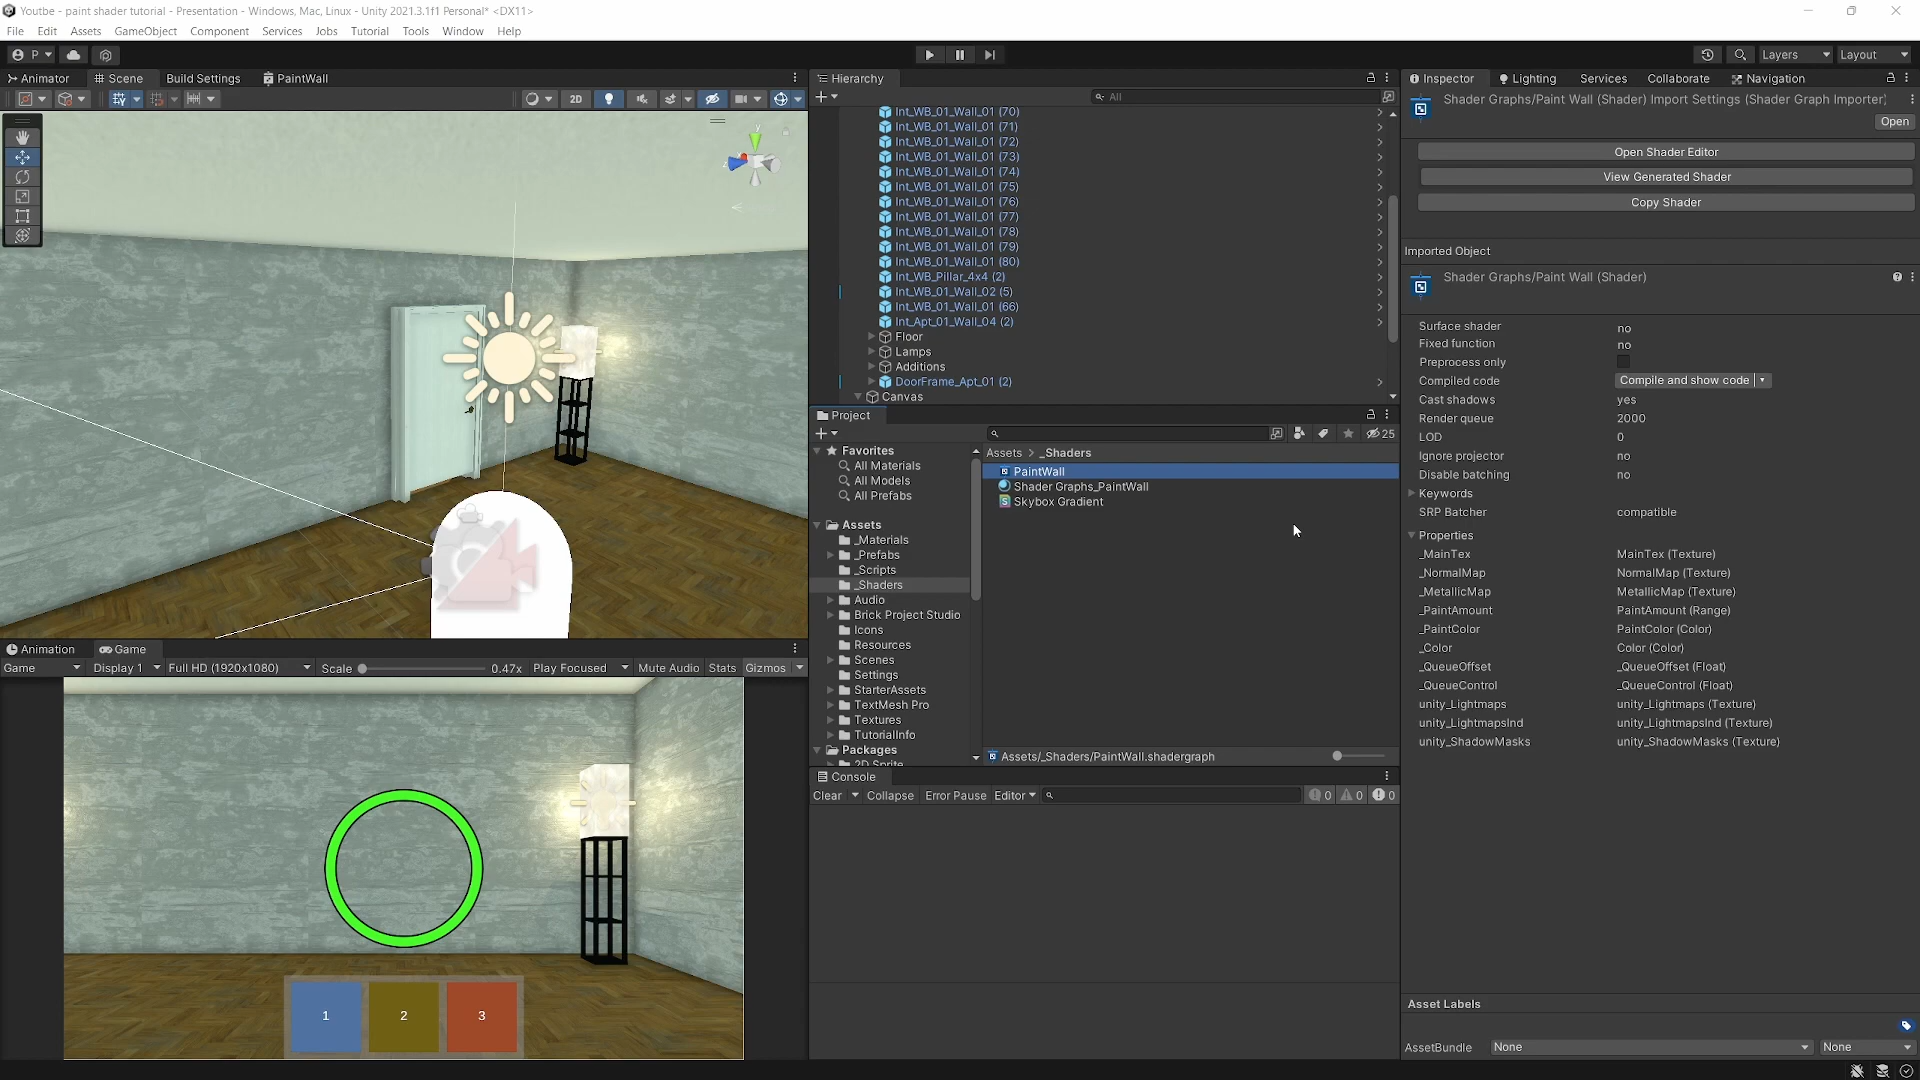 Youtbe - paint shader tutorial - Presentation - Windows, Mac, Linux - Unity 2021.3.1f1 Personal* <DX11>
File Edit Assets GameObject Component Services Jobs Tutorial Tools Window Help
P Layers Layout
Animator Scene Build Settings PaintWall
2D
Hierarchy
All
Int_WB_01_Wall_01 (70)
Int_WB_01_Wall_01 (71)
Int_WB_01_Wall_01 (72)
Int_WB_01_Wall_01 (73)
Int_WB_01_Wall_01 (74)
Int_WB_01_Wall_01 (75)
Int_WB_01_Wall_01 (76)
Int_WB_01_Wall_01 (77)
Int_WB_01_Wall_01 (78)
Int_WB_01_Wall_01 (79)
Int_WB_01_Wall_01 (80)
Int_WB_Pillar_4x4 (2)
Int_WB_01_Wall_02 (5)
Int_WB_01_Wall_01 (66)
Int_Apt_01_Wall_04 (2)
Floor
Lamps
Additions
DoorFrame_Apt_01 (2)
Canvas
Project
25
Favorites
All Materials
All Models
All Prefabs
Assets
_Materials
_Prefabs
_Scripts
_Shaders
Audio
Brick Project Studio
Icons
Resources
Scenes
Settings
StarterAssets
TextMesh Pro
Textures
TutorialInfo
Packages
2D Sprite
Assets > _Shaders
PaintWall
Shader Graphs_PaintWall
Skybox Gradient
Assets/_Shaders/PaintWall.shadergraph
Console
Clear Collapse Error Pause Editor 0 0 0
Animation Game
Game Display 1 Full HD (1920x1080) Scale 0.47x Play Focused Mute Audio Stats Gizmos
1 2 3
Inspector Lighting Services Collaborate Navigation
Shader Graphs/Paint Wall (Shader) Import Settings (Shader Graph Importer)
Open
Open Shader Editor
View Generated Shader
Copy Shader
Imported Object
Shader Graphs/Paint Wall (Shader)
Surface shader no
Fixed function no
Preprocess only
Compiled code Compile and show code
Cast shadows yes
Render queue 2000
LOD 0
Ignore projector no
Disable batching no
Keywords
SRP Batcher compatible
Properties
_MainTex MainTex (Texture)
_NormalMap NormalMap (Texture)
_MetallicMap MetallicMap (Texture)
_PaintAmount PaintAmount (Range)
_PaintColor PaintColor (Color)
_Color Color (Color)
_QueueOffset _QueueOffset (Float)
_QueueControl _QueueControl (Float)
unity_Lightmaps unity_Lightmaps (Texture)
unity_LightmapsInd unity_LightmapsInd (Texture)
unity_ShadowMasks unity_ShadowMasks (Texture)
Asset Labels
AssetBundle None None